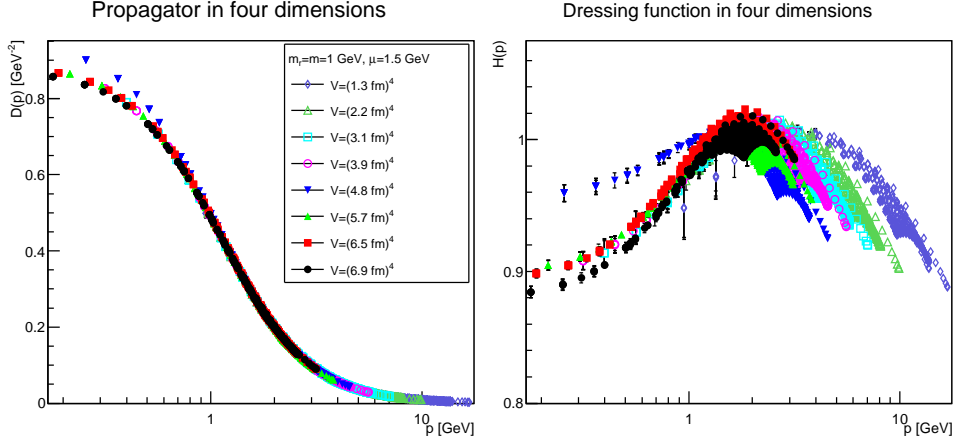 Propagator in four dimensions
D(p) [GeV⁻²]
0.8
0.6
0.4
0.2
0
1
10
p [GeV]
mᵣ=m=1 GeV, μ=1.5 GeV
V=(1.3 fm)⁴
V=(2.2 fm)⁴
V=(3.1 fm)⁴
V=(3.9 fm)⁴
V=(4.8 fm)⁴
V=(5.7 fm)⁴
V=(6.5 fm)⁴
V=(6.9 fm)⁴
Dressing function in four dimensions
H(p)
1
0.9
0.8
1
10
p [GeV]